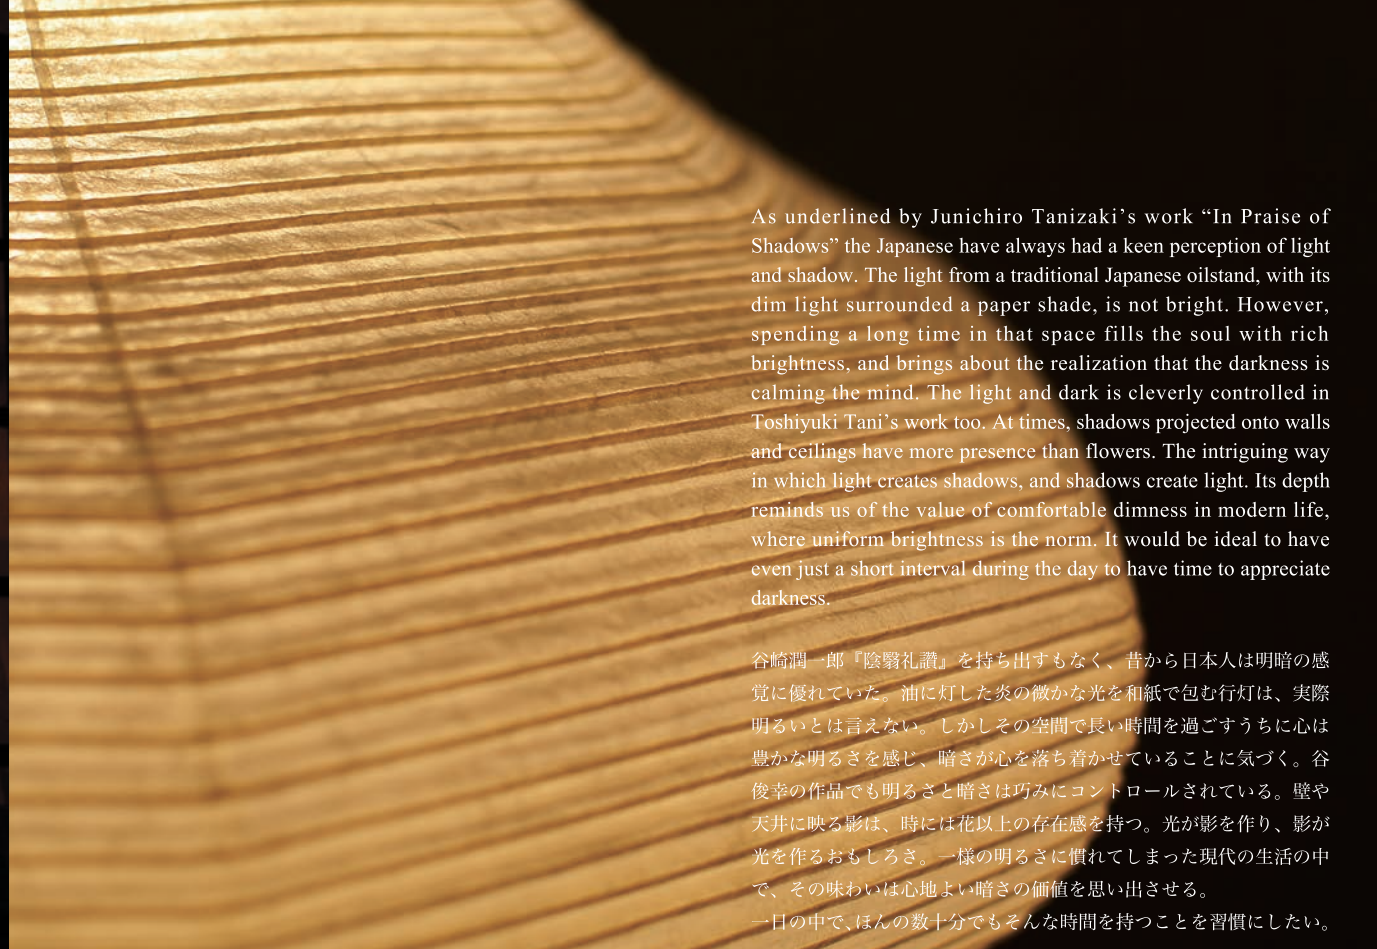 As underlined by Junichiro Tanizaki’s work “In Praise of
Shadows” the Japanese have always had a keen perception of light
and shadow. The light from a traditional Japanese oilstand, with its
dim light surrounded a paper shade, is not bright. However,
spending a long time in that space fills the soul with rich
brightness, and brings about the realization that the darkness is
calming the mind. The light and dark is cleverly controlled in
Toshiyuki Tani’s work too. At times, shadows projected onto walls
and ceilings have more presence than flowers. The intriguing way
in which light creates shadows, and shadows create light. Its depth
reminds us of the value of comfortable dimness in modern life,
where uniform brightness is the norm. It would be ideal to have
even just a short interval during the day to have time to appreciate
darkness.
谷崎潤一郎『陰翳礼讃』を持ち出すもなく、昔から日本人は明暗の感
覚に優れていた。油に灯した炎の微かな光を和紙で包む行灯は、実際
明るいとは言えない。しかしその空間で長い時間を過ごすうちに心は
豊かな明るさを感じ、暗さが心を落ち着かせていることに気づく。谷
俊幸の作品でも明るさと暗さは巧みにコントロールされている。壁や
天井に映る影は、時には花以上の存在感を持つ。光が影を作り、影が
光を作るおもしろさ。一様の明るさに慣れてしまった現代の生活の中
で、その味わいは心地よい暗さの価値を思い出させる。
一日の中で、ほんの数十分でもそんな時間を持つことを習慣にしたい。